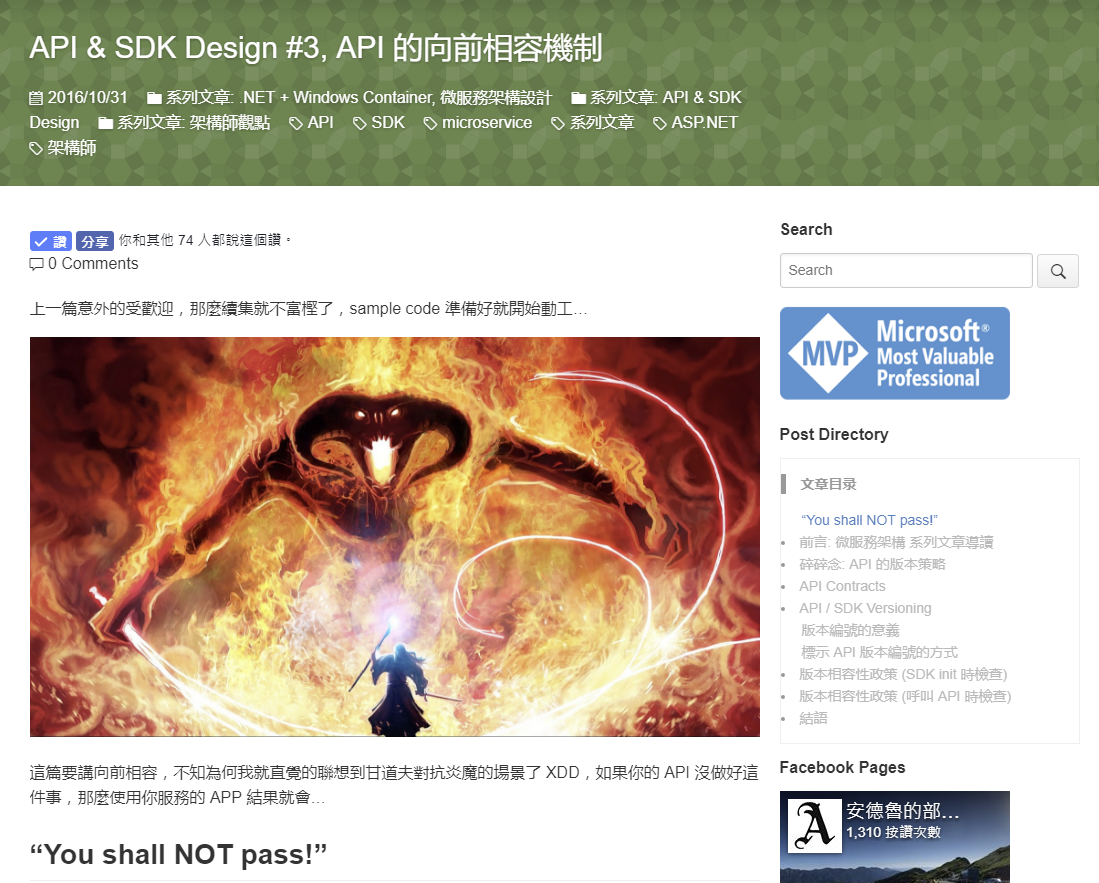 API & SDK Design #3, API 的向前相容機制
2016/10/31 系列文章: .NET + Windows Container, 微服務架構設計 系列文章: API & SDK
Design 系列文章: 架構師觀點 API SDK microservice 系列文章 ASP.NET
架構師
讚 分享 你和其他 74 人都說這個讚。
0 Comments
上一篇意外的受歡迎，那麼續集就不富樫了，sample code 準備好就開始動工…
這篇要講向前相容，不知為何我就直覺的聯想到甘道夫對抗炎魔的場景了 XDD，如果你的 API 沒做好這
件事，那麼使用你服務的 APP 結果就會…
“You shall NOT pass!”
Search
Search
MVP
Microsoft®
Most Valuable
Professional
Post Directory
文章目录
“You shall NOT pass!”
前言: 微服務架構 系列文章導讀
碎碎念: API 的版本策略
API Contracts
API / SDK Versioning
版本編號的意義
標示 API 版本編號的方式
版本相容性政策 (SDK init 時檢查)
版本相容性政策 (呼叫 API 時檢查)
結語
Facebook Pages
A
安德魯的部...
1,310 按讚次數